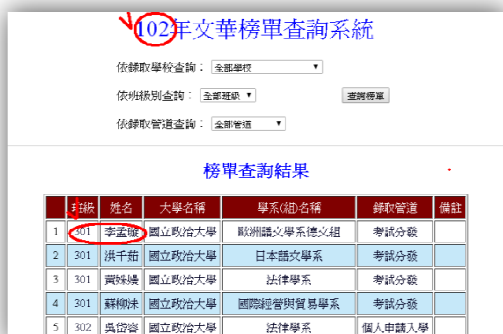 102年文華榜單查詢系統
依錄取學校查詢： 全部學校
依班級別查詢： 全部班級 查詢榜單
依錄取管道查詢： 全部管道
榜單查詢結果
班級 姓名 大學名稱 學系(組)名稱 錄取管道 備註
1 301 李孟璇 國立政治大學 歐洲語文學系德文組 考試分發
2 301 洪千茹 國立政治大學 日本語文學系 考試分發
3 301 黃姝嫚 國立政治大學 法律學系 考試分發
4 301 蘇柳沬 國立政治大學 國際經營與貿易學系 考試分發
5 302 吳岱容 國立政治大學 法律學系 個人申請入學